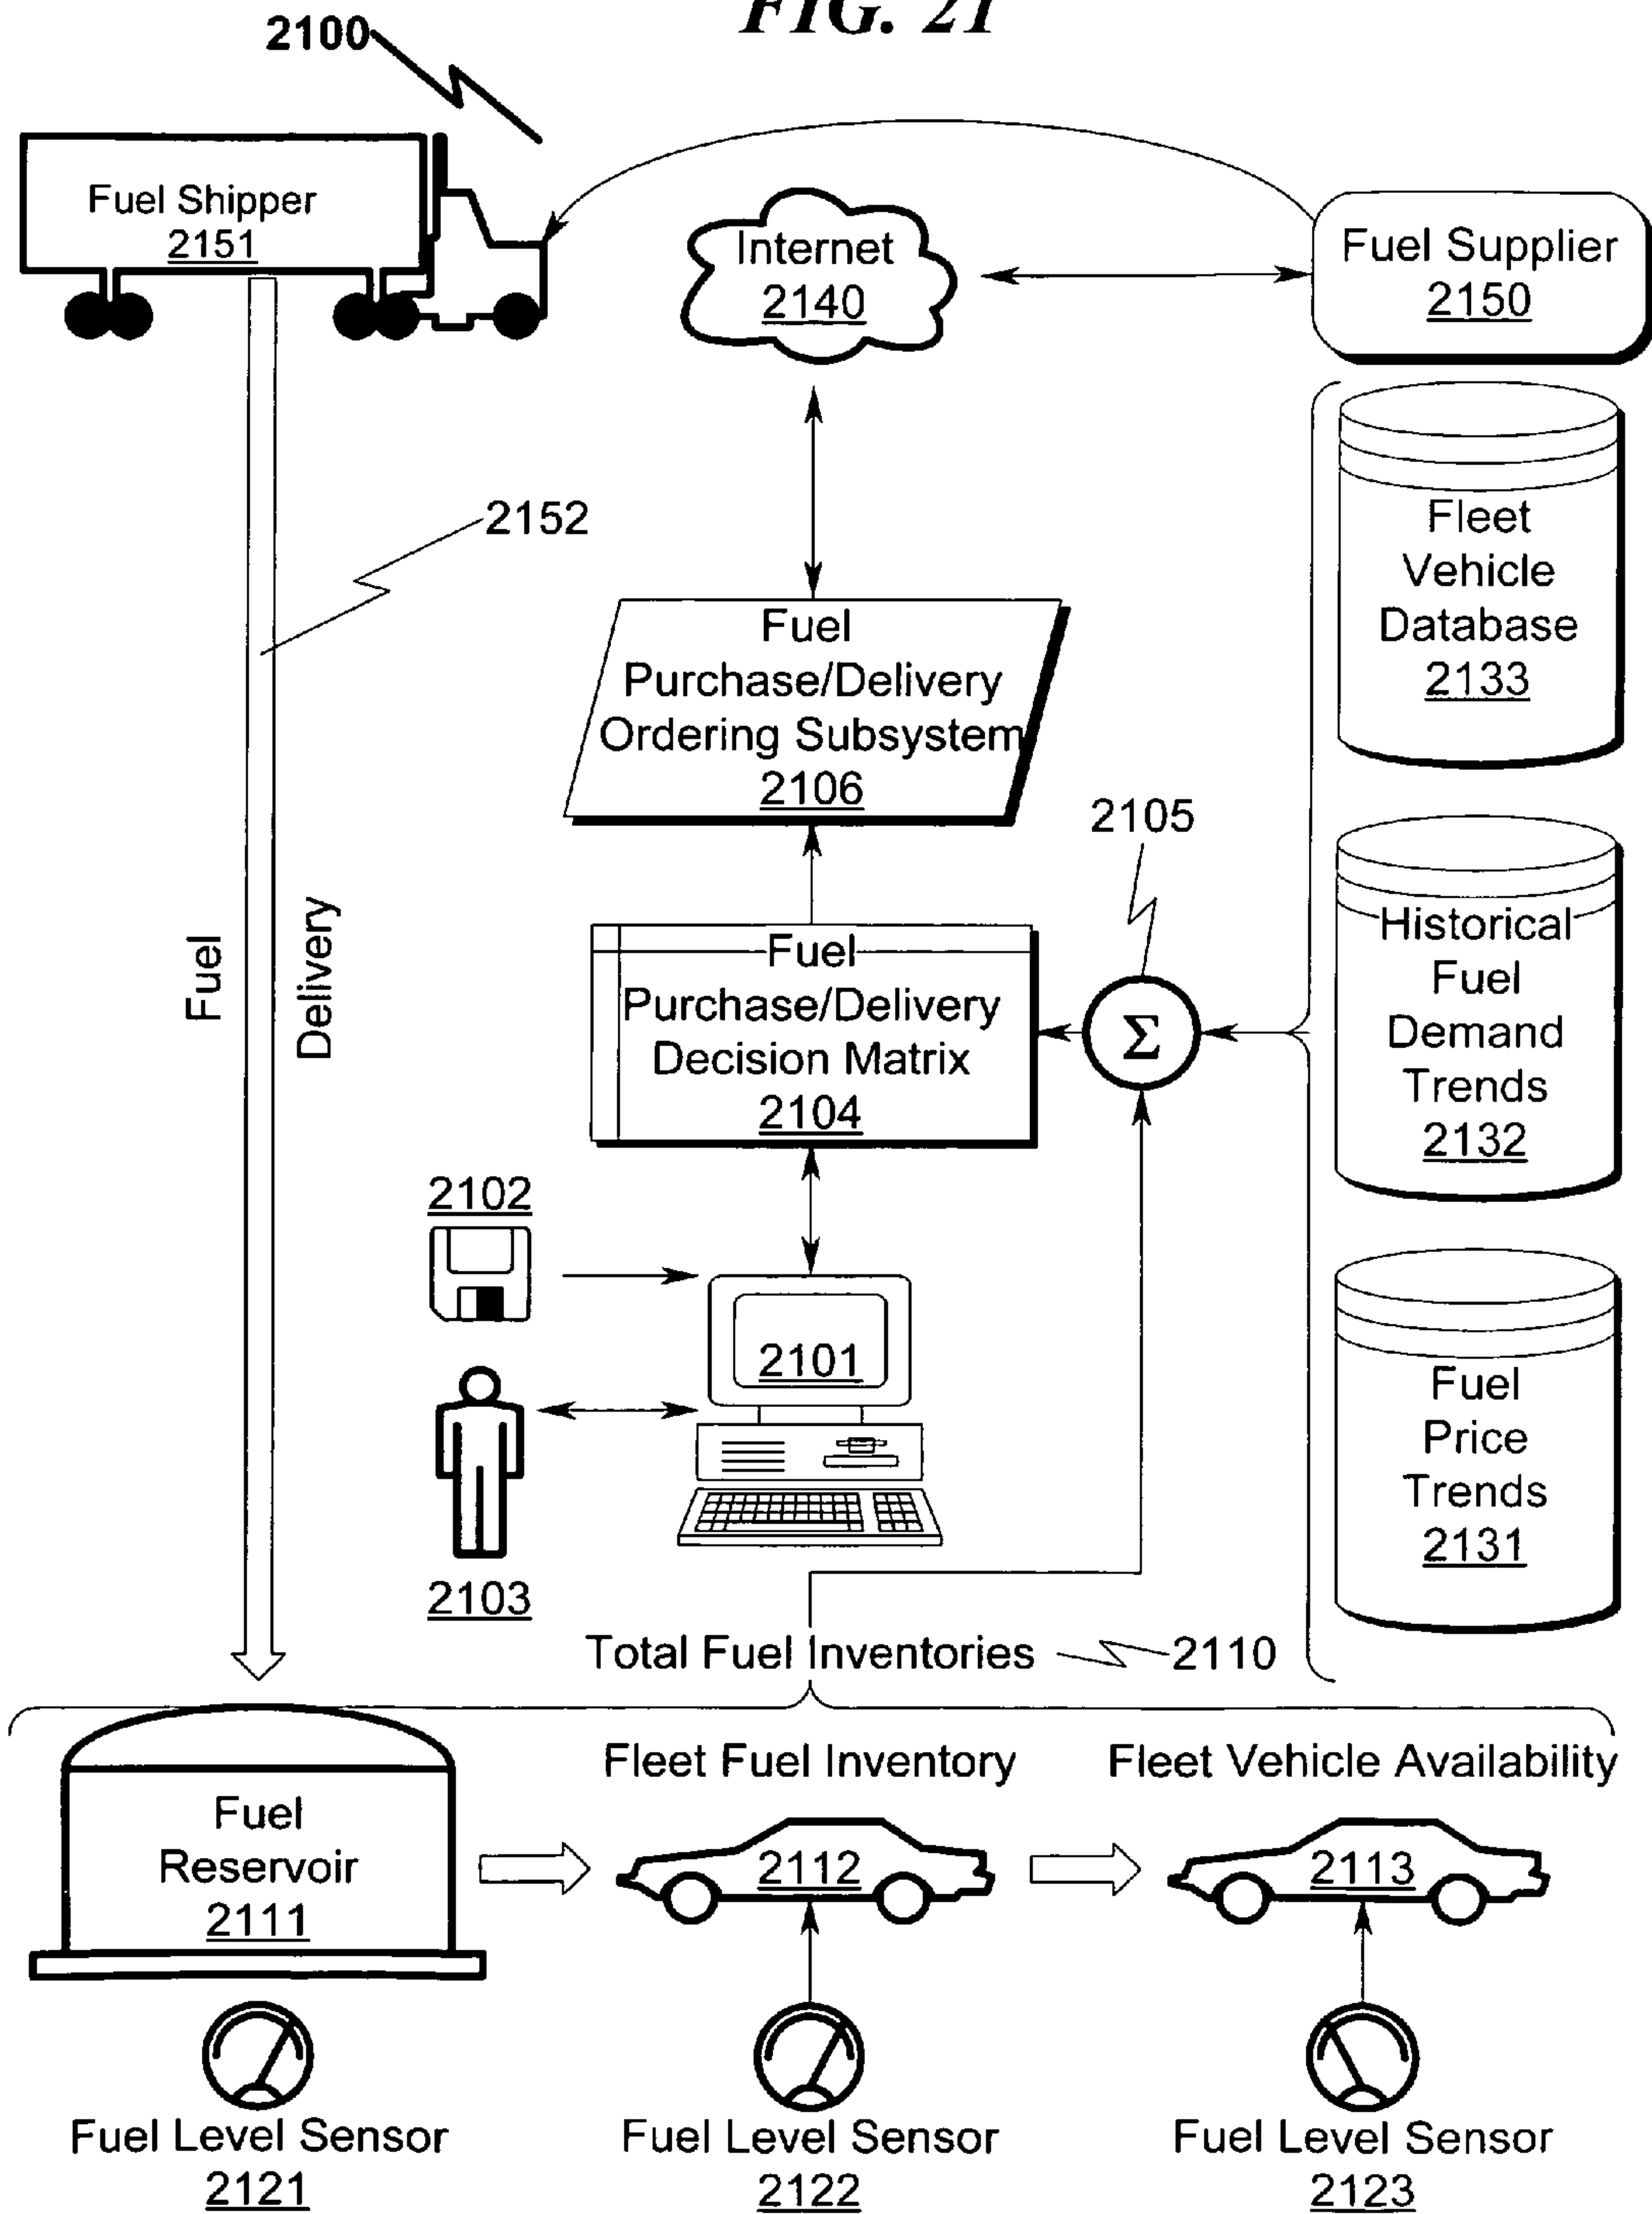 FIG. 21
2100
Fuel Shipper
2151
Internet
2140
Fuel Supplier
2150
2152
Fleet
Vehicle
Database
2133
Fuel
Purchase/Delivery
Ordering Subsystem
2106
2105
Historical
Fuel
Demand
Trends
2132
Fuel
Delivery
Fuel
Purchase/Delivery
Decision Matrix
2104
Σ
2102
2101
2103
Fuel
Price
Trends
2131
Total Fuel Inventories
2110
Fleet Fuel Inventory
Fleet Vehicle Availability
Fuel
Reservoir
2111
2112
2113
Fuel Level Sensor
2121
Fuel Level Sensor
2122
Fuel Level Sensor
2123